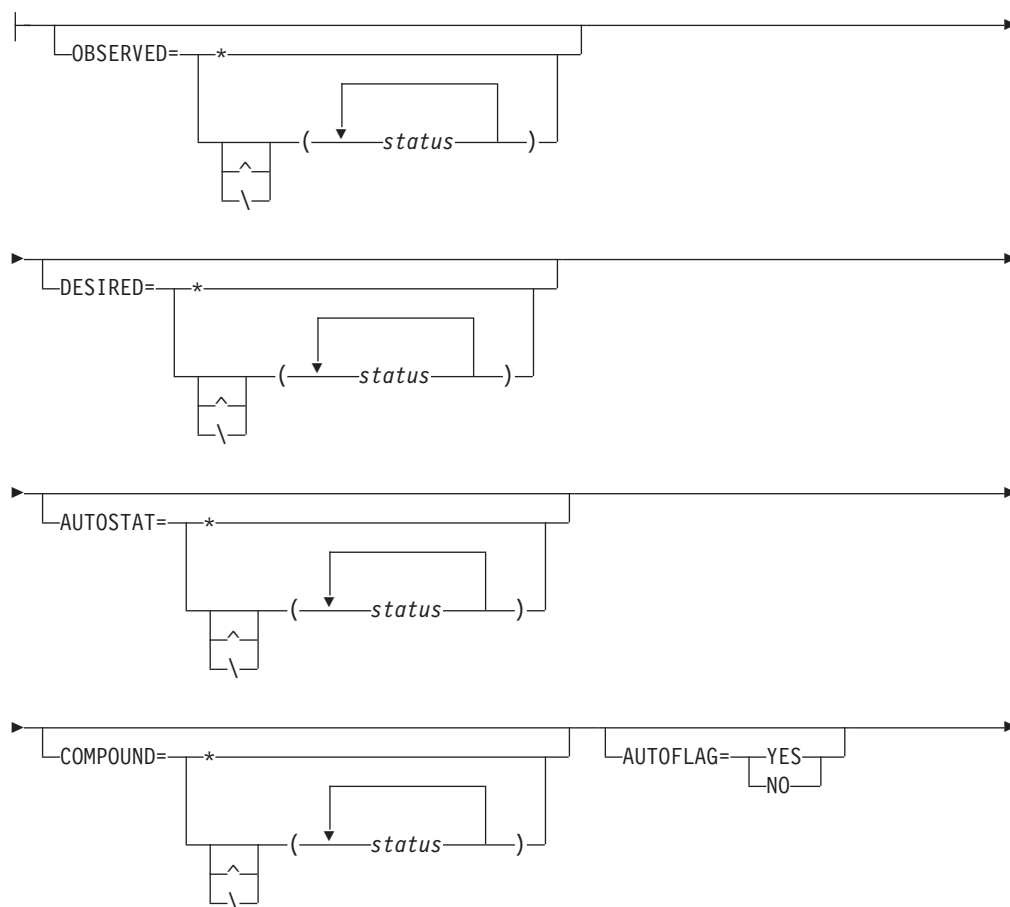 OBSERVED= *
( status )
^
\
DESIRED= *
( status )
^
\
AUTOSTAT= *
( status )
^
\
COMPOUND= * AUTOFLAG= YES
NO
( status )
^
\